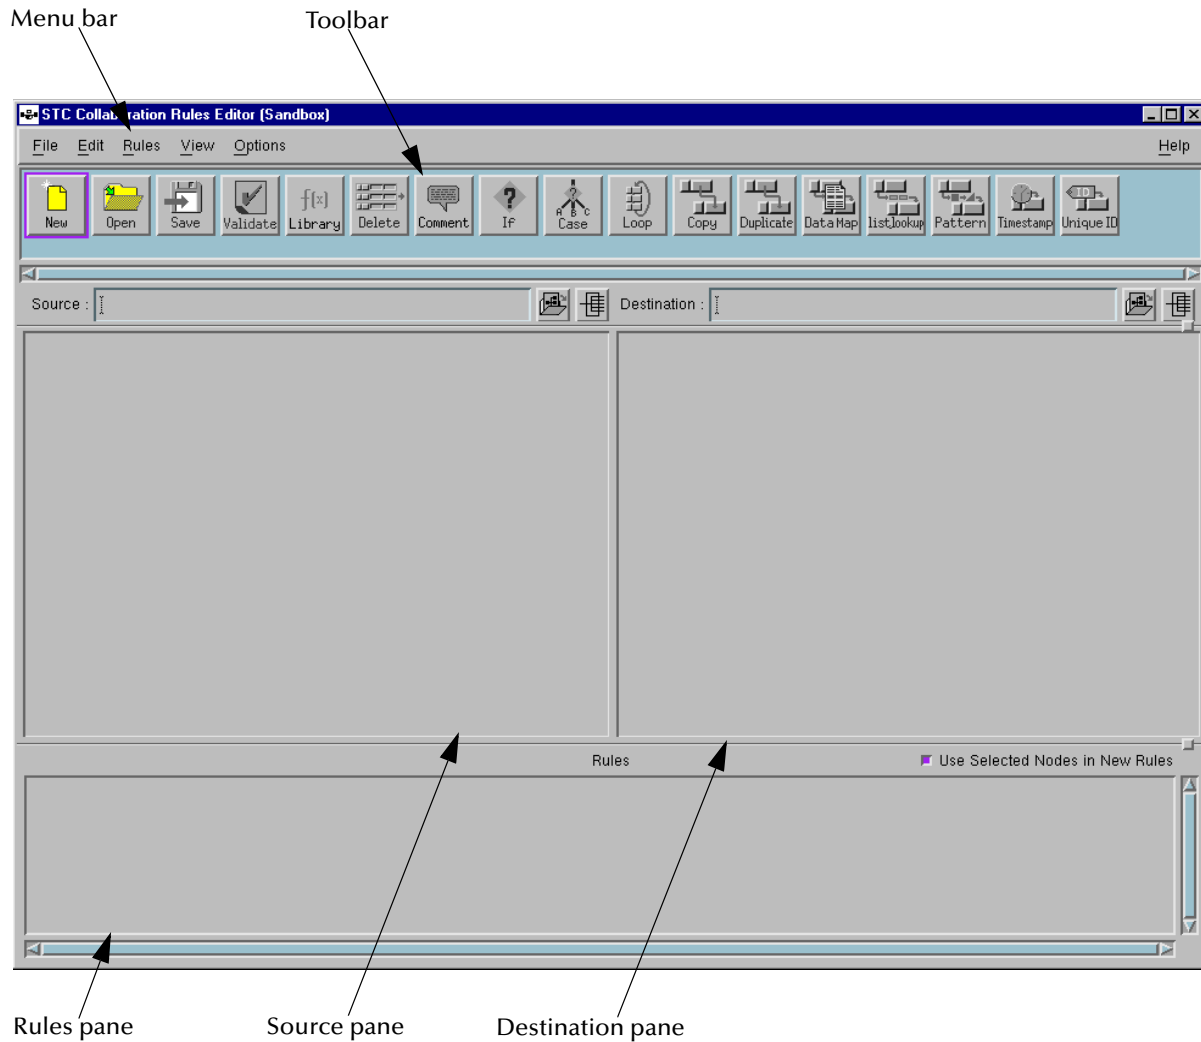 Menu bar
Toolbar
STC Collaboration Rules Editor (Sandbox)
File Edit Rules View Options Help
New Open Save Validate Library Delete Comment If A B C Case Loop Copy Duplicate Data Map listlookup Pattern Timestamp ID Unique ID
Source : Destination :
Rules Use Selected Nodes in New Rules
Rules pane Source pane Destination pane